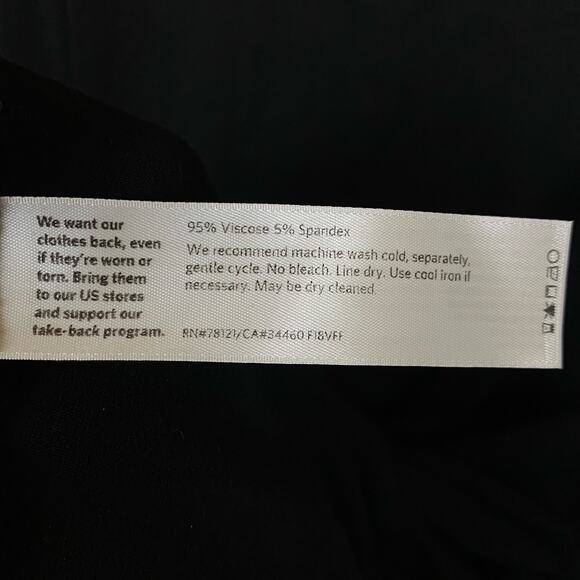 We want our
clothes back, even
if they're worn or
torn. Bring them
to our US stores
and support our
take-back program.
95% Viscose 5% Spandex
We recommend machine wash cold, separately,
gentle cycle. No bleach. Line dry. Use cool iron if
necessary. May be dry cleaned.
RN#78121/CA#34460 F18VFF